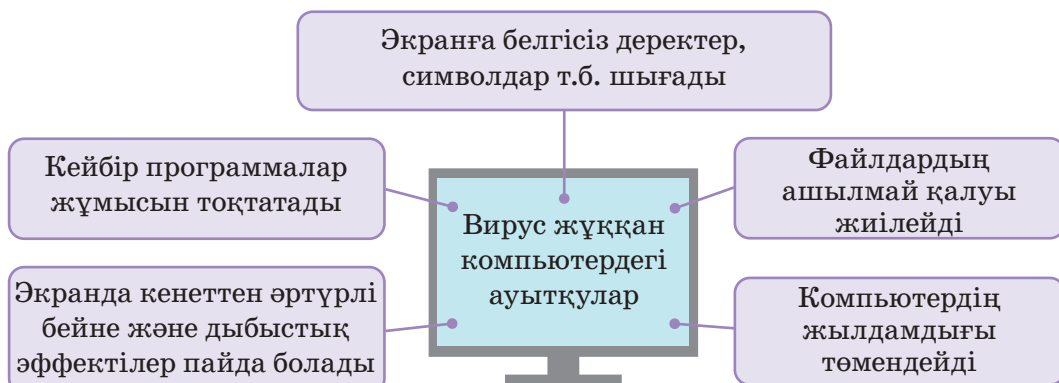 Экранға белгісіз деректер,
символдар т.б. шығады
Кейбір программалар
жұмысын тоқтатады
Файлдардың
ашылмай қалуы
жиілейді
Вирус жұққан
компьютердегі
ауытқулар
Экранда кенеттен әртүрлі
бейне және дыбыстық
эффектілер пайда болады
Компьютердің
жылдамдығы
төмендейді